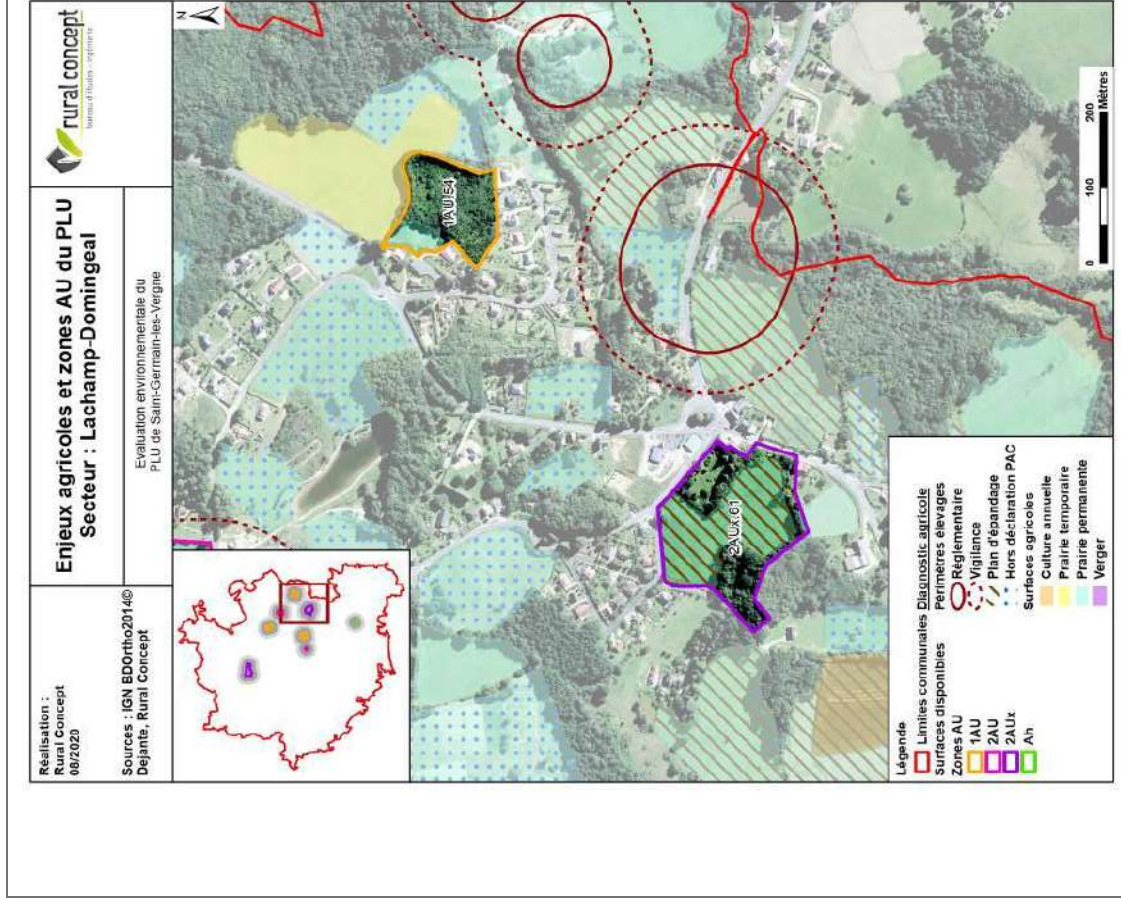 Réalisation :
Rural Concept
08/2020
Sources : IGN BDOrtho2014©
Dejante, Rural Concept
Enjeux agricoles et zones AU du PLU
Secteur : Lachamp-Domingeal
Evaluation environnementale du
PLU de Saint-Germain-les-Vergne
rural concept
bureau d'études - ingénierie
N
1AU.54
2AUx.61
0 100 200
Mètres
Légende
Limites communales
Surfaces disponibles
Zones AU
1AU
2AU
2AUx
Ah
Diagnostic agricole
Périmètres élevages
Réglementaire
Vigilance
Plan d'épandage
Hors déclaration PAC
Surfaces agricoles
Culture annuelle
Prairie temporaire
Prairie permanente
Verger